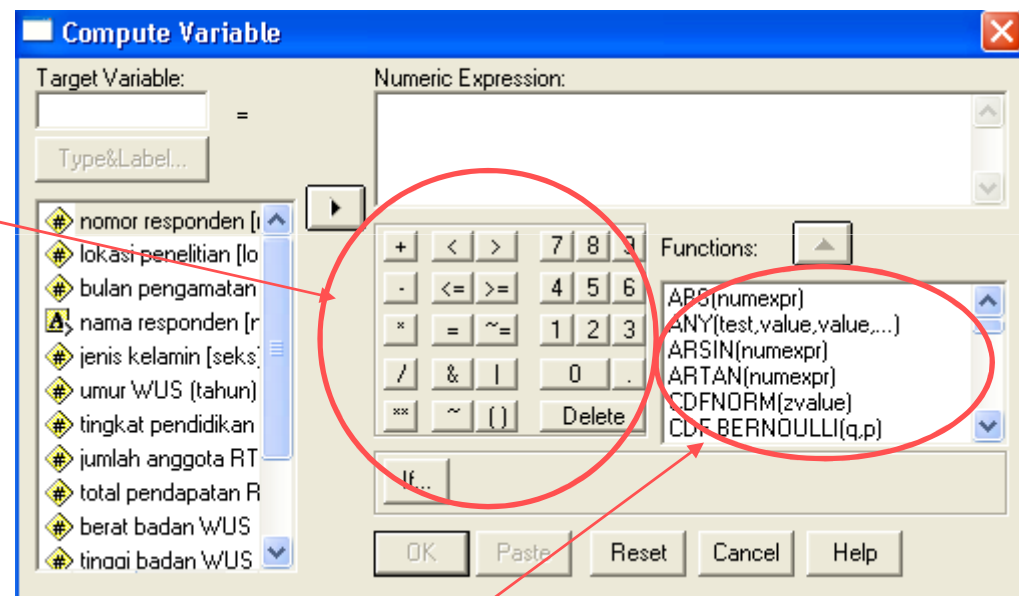 Compute Variable
Target Variable:
=
Type&Label...
Numeric Expression:
nomor responden [
lokasi penelitian [lo
bulan pengamatan
nama responden [r
jenis kelamin [seks]
umur WUS (tahun)
tingkat pendidikan
jumlah anggota RT
total pendapatan R
berat badan WUS
tinggi badan WUS
+ < > 7 8 9
- <= >= 4 5 6
* = ~= 1 2 3
/ & | 0 .
** ~ () Delete
Functions:
ABS(numexpr)
ANY(test,value,value,...)
ARSIN(numexpr)
ARTAN(numexpr)
CDFNORM(zvalue)
CDF.BERNOULLI(q,p)
If...
OK Paste Reset Cancel Help